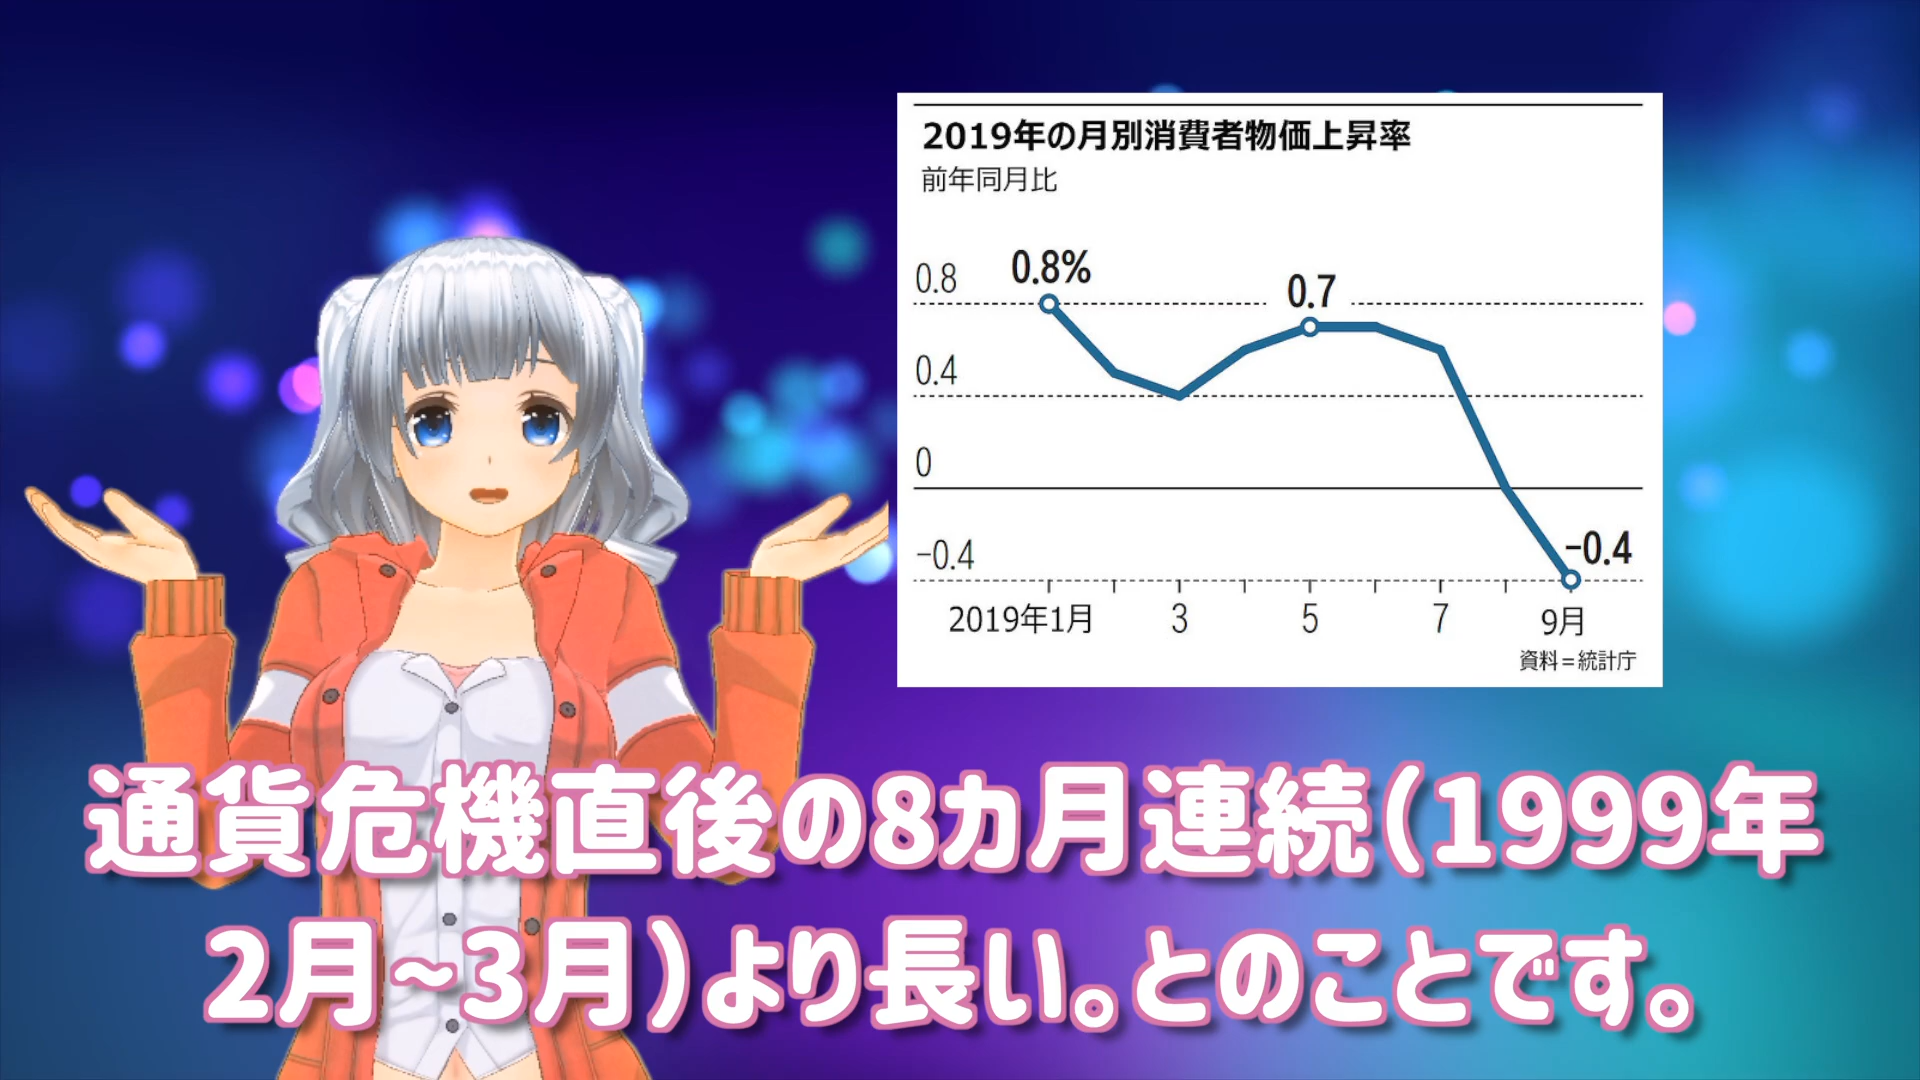 2019年の月別消費者物価上昇率
前年同月比
0.8
0.8%
0.7
0.4
0
-0.4
-0.4
2019年1月 3 5 7 9月
資料=統計庁
通貨危機直後の8カ月連続(1999年
2月~3月)より長い。とのことです。